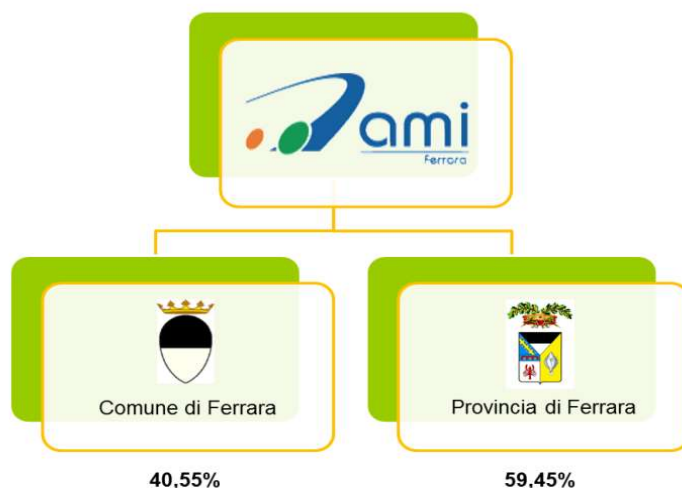 ami
Ferrara
Comune di Ferrara
Provincia di Ferrara
40,55%
59,45%